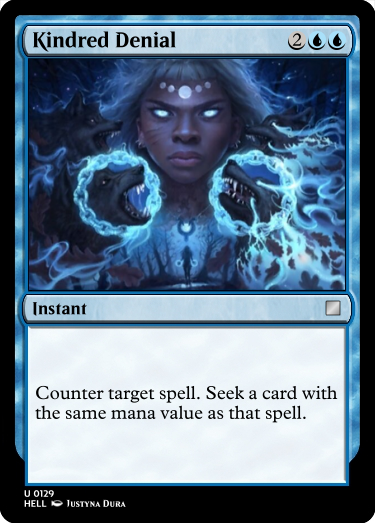 Kindred Denial 2
Instant
Counter target spell. Seek a card with
the same mana value as that spell.
U 0129
HELL Justyna Dura